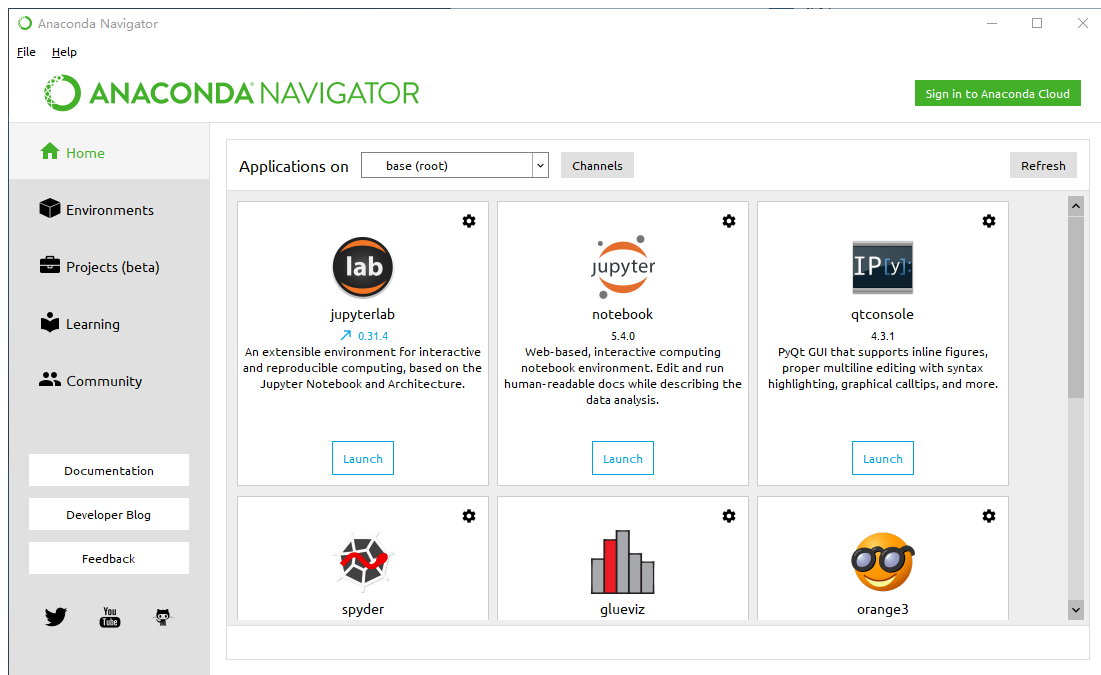 Anaconda Navigator
File Help
ANACONDA NAVIGATOR
Sign in to Anaconda Cloud
Home
Environments
Projects (beta)
Learning
Community
Documentation
Developer Blog
Feedback
You
Tube
Applications on base (root) Channels Refresh
lab
jupyterlab
0.31.4
An extensible environment for interactive
and reproducible computing, based on the
Jupyter Notebook and Architecture.
Launch
jupyter
notebook
5.4.0
Web-based, interactive computing
notebook environment. Edit and run
human-readable docs while describing the
data analysis.
Launch
IP[y]:
qtconsole
4.3.1
PyQt GUI that supports inline figures,
proper multiline editing with syntax
highlighting, graphical calltips, and more.
Launch
spyder
glueviz
orange3